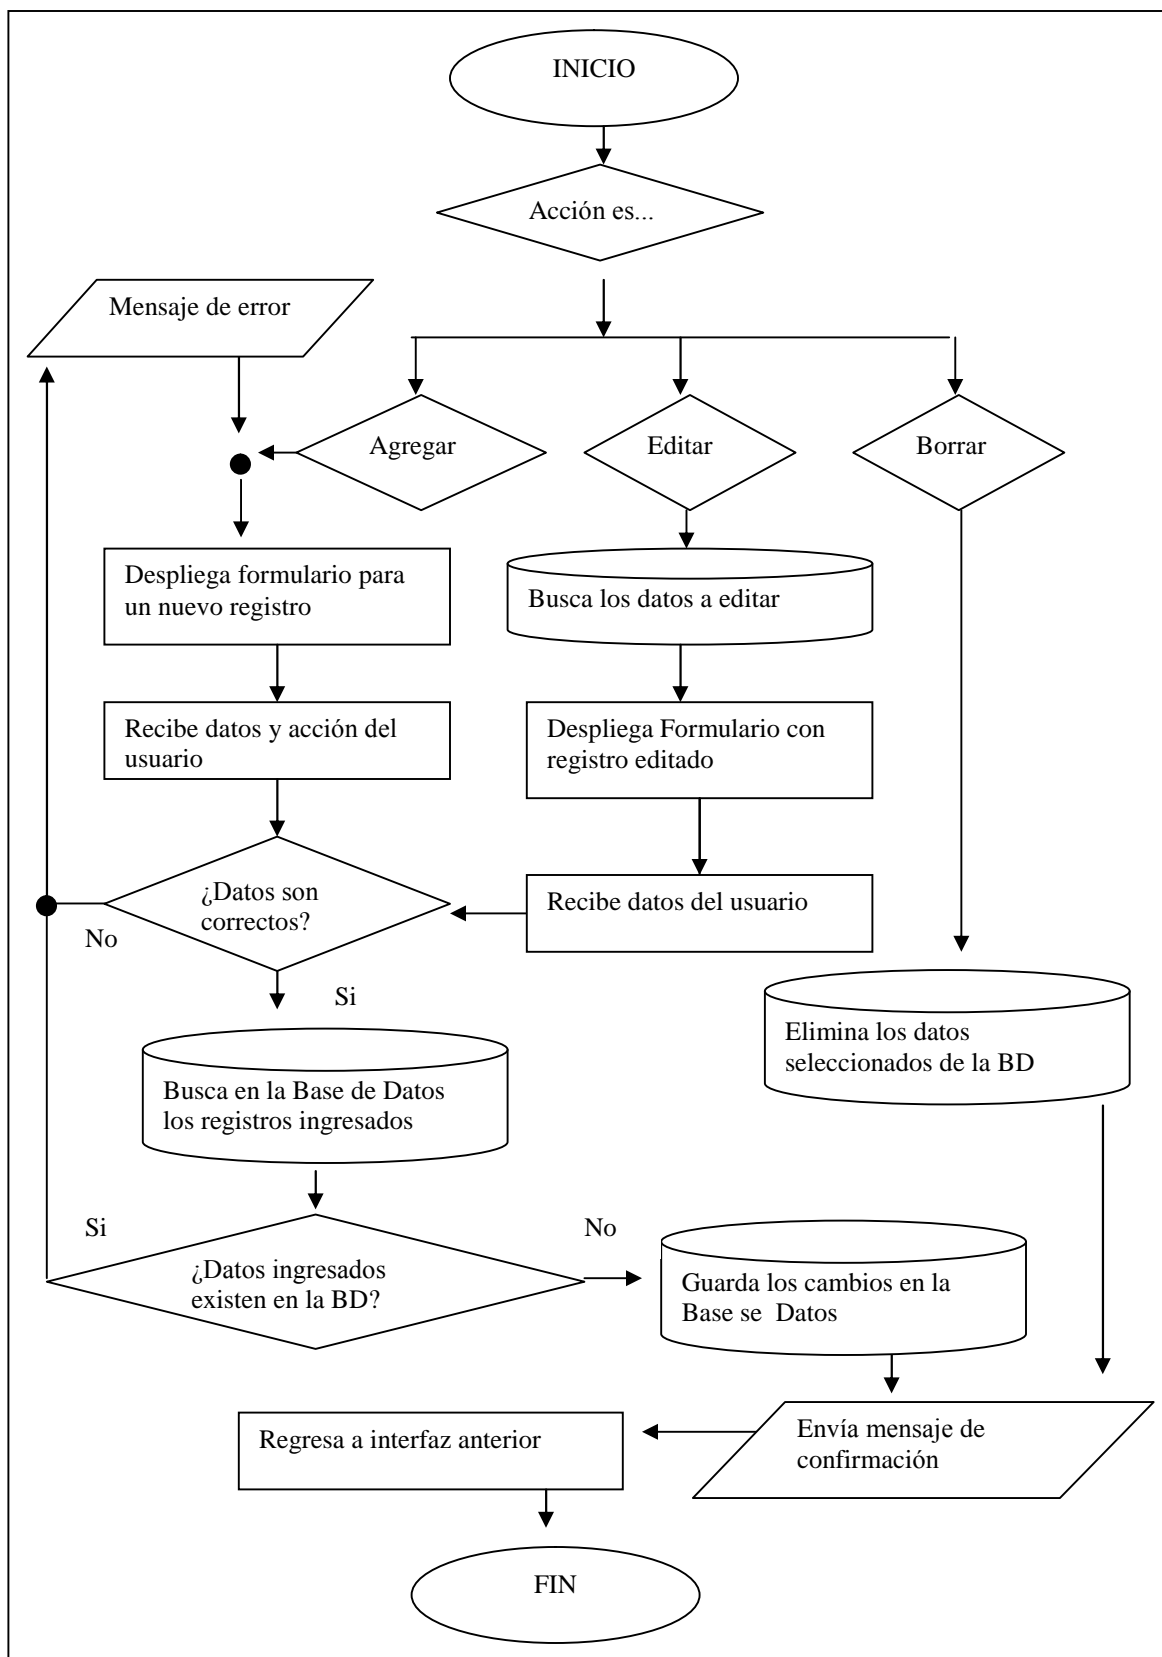 INICIO
Acción es...
Mensaje de error
Agregar
Editar
Borrar
Despliega formulario para
un nuevo registro
Busca los datos a editar
Recibe datos y acción del
usuario
Despliega Formulario con
registro editado
¿Datos son
correctos?
Recibe datos del usuario
No
Si
Elimina los datos
seleccionados de la BD
Busca en la Base de Datos
los registros ingresados
Si
No
¿Datos ingresados
existen en la BD?
Guarda los cambios en la
Base se Datos
Regresa a interfaz anterior
Envía mensaje de
confirmación
FIN